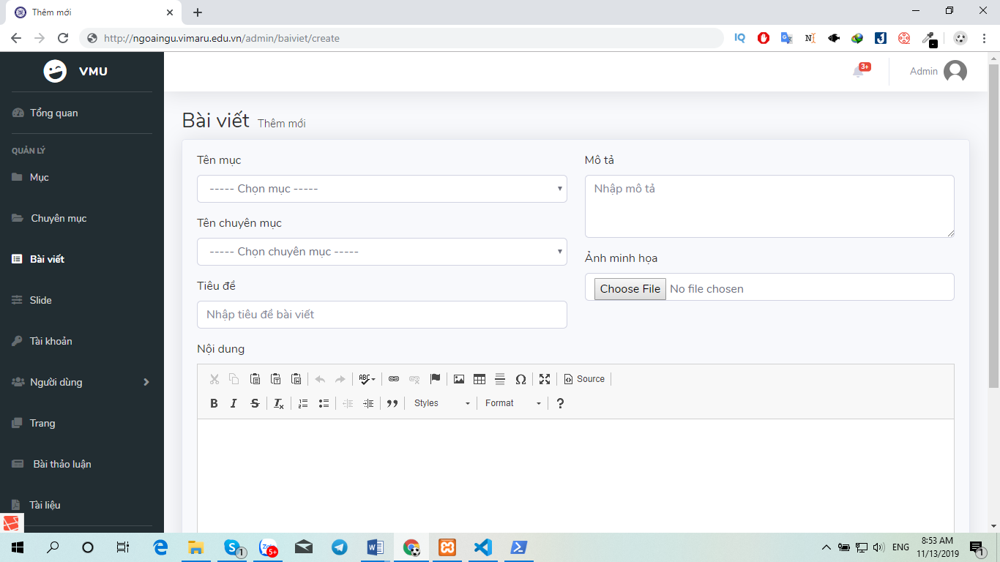 Thêm mới
http://ngoaingu.vimaru.edu.vn/admin/baiviet/create
VMU
3+
Admin
Tổng quan
QUẢN LÝ
Mục
Chuyên mục
Bài viết
Slide
Tài khoản
Người dùng
Trang
Bài thảo luận
Tài liệu
Bài viết Thêm mới
Tên mục
----- Chọn mục -----
Tên chuyên mục
----- Chọn chuyên mục -----
Tiêu đề
Nhập tiêu đề bài viết
Mô tả
Nhập mô tả
Ảnh minh họa
Choose File No file chosen
Nội dung
ABC
Source
B I S Tx
Styles Format ?
1
5+
ENG
8:53 AM
11/13/2019
1